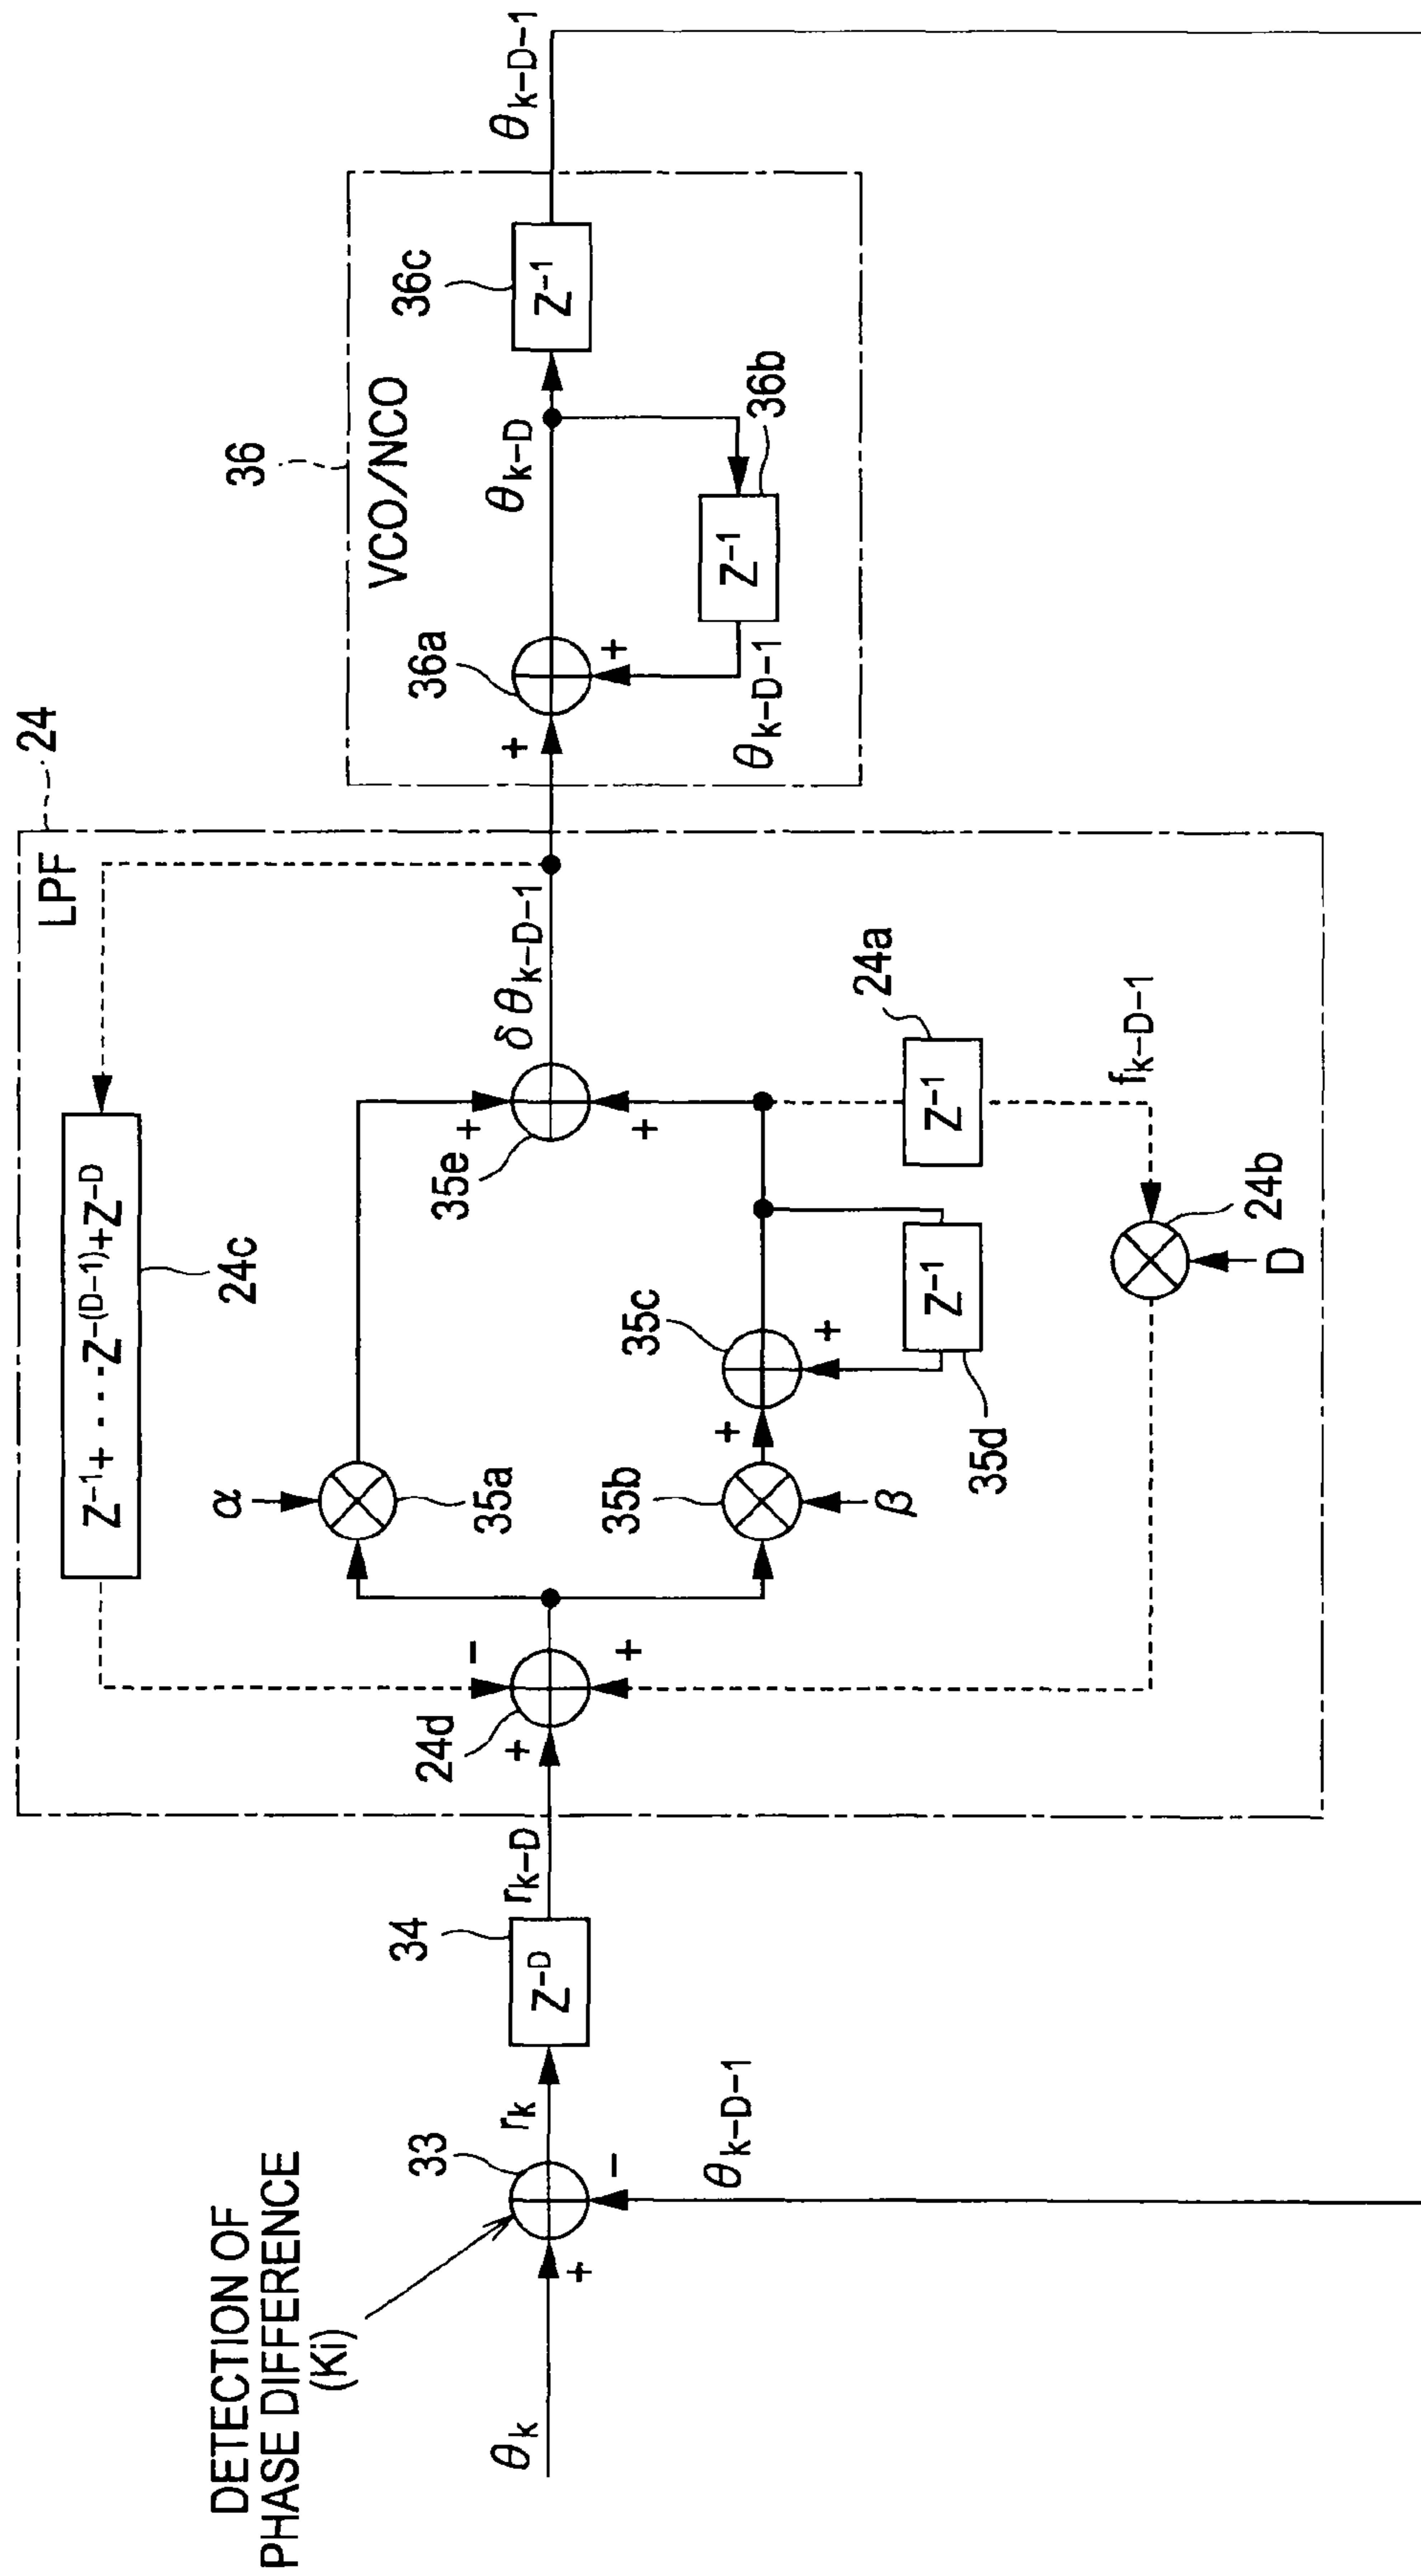 DETECTION OF
PHASE DIFFERENCE
(Ki)
θk
+
33
−
θk−D−1
rk
34
Z−D
rk−D
24
LPF
+
24d
−
+
Z−1+ ···Z−(D−1)+Z−D
24c
α
35a
35b
β
+
35c
+
Z−1
35d
35e
+
+
δθk−D−1
24a
Z−1
fk−D−1
24b
D
36
VCO/NCO
+
36a
+
θk−D−1
θk−D
Z−1
36b
36c
Z−1
θk−D−1